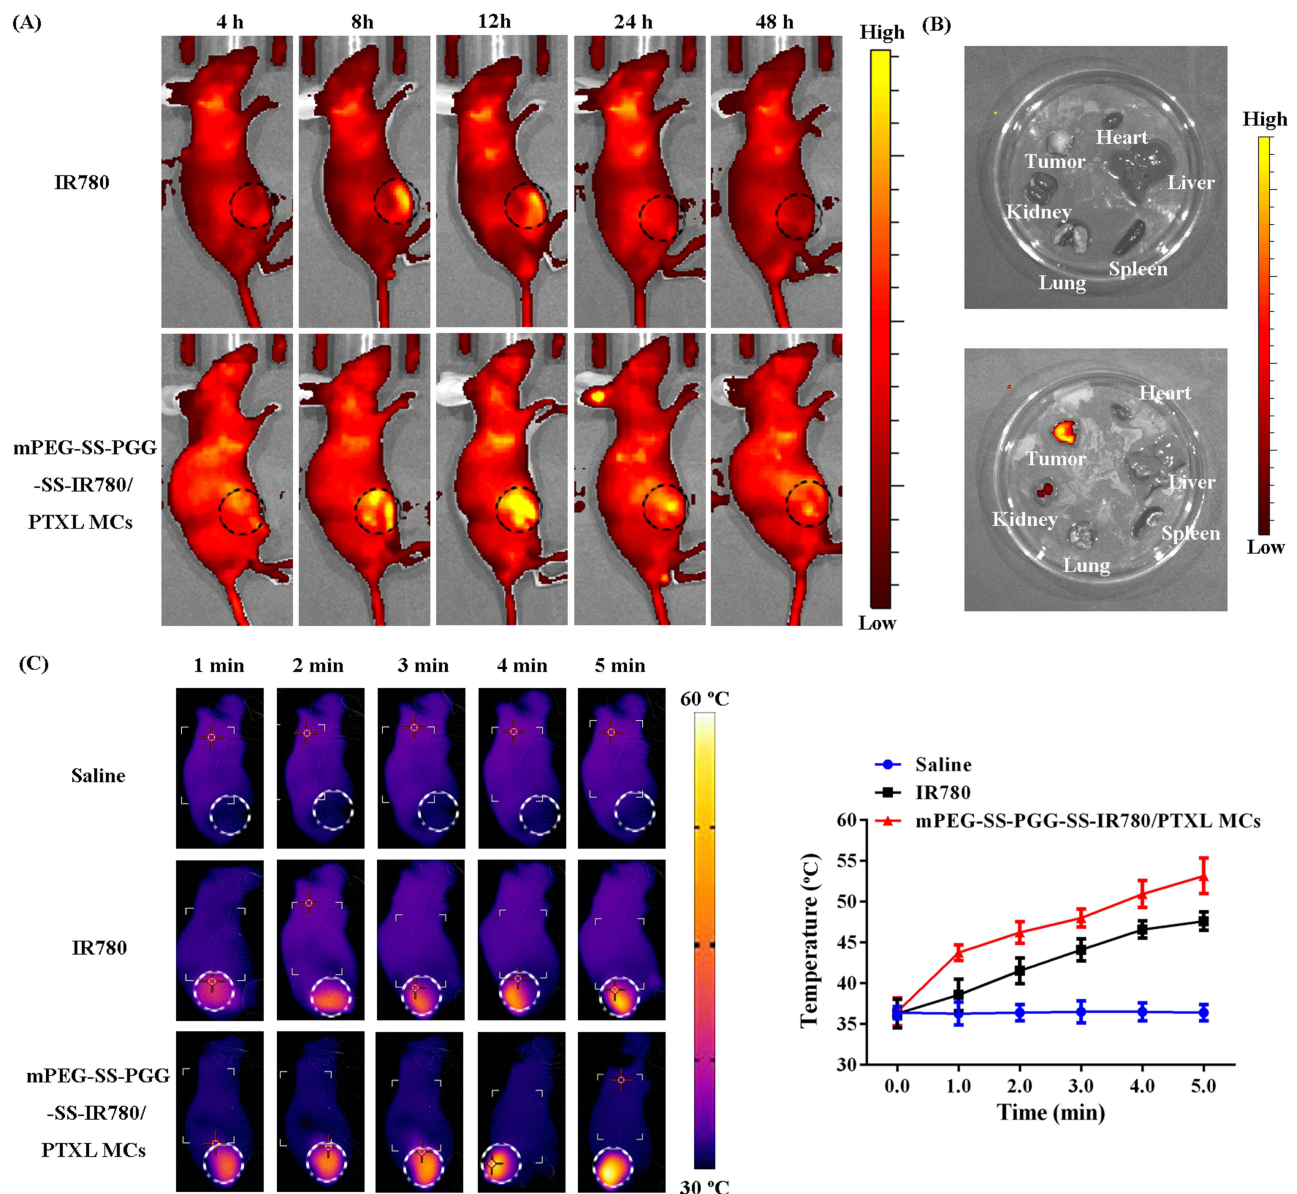 (A)
4 h
8h
12h
24 h
48 h
High
(B)
IR780
mPEG-SS-PGG
-SS-IR780/
PTXL MCs
Low
Heart
Tumor
Liver
Kidney
Spleen
Lung
High
Heart
Tumor
Liver
Kidney
Spleen
Lung
Low
(C)
1 min
2 min
3 min
4 min
5 min
60 ºC
Saline
IR780
mPEG-SS-PGG
-SS-IR780/
PTXL MCs
30 ºC
Saline
IR780
mPEG-SS-PGG-SS-IR780/PTXL MCs
Temperature (ºC)
60
55
50
45
40
35
30
0.0
1.0
2.0
3.0
4.0
5.0
Time (min)